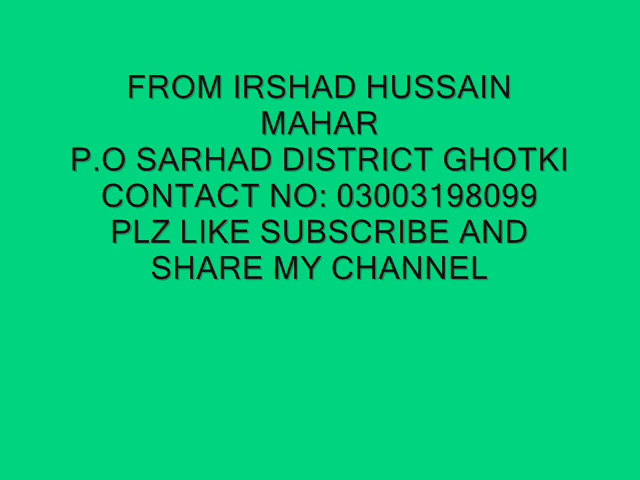 FROM IRSHAD HUSSAIN
MAHAR
P.O SARHAD DISTRICT GHOTKI
CONTACT NO: 03003198099
PLZ LIKE SUBSCRIBE AND
SHARE MY CHANNEL